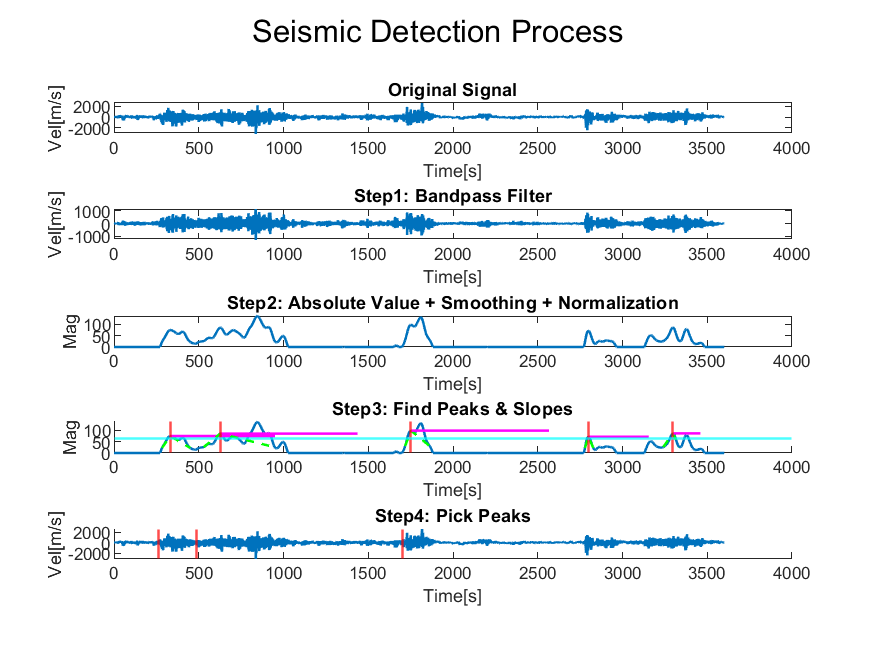 Seismic Detection Process
Original Signal
Vel[m/s]
2000
0
-2000
0 500 1000 1500 2000 2500 3000 3500 4000
Time[s]
Step1: Bandpass Filter
Vel[m/s]
1000
0
-1000
0 500 1000 1500 2000 2500 3000 3500 4000
Time[s]
Step2: Absolute Value + Smoothing + Normalization
Mag
100
50
0
0 500 1000 1500 2000 2500 3000 3500 4000
Time[s]
Step3: Find Peaks & Slopes
Mag
100
50
0
0 500 1000 1500 2000 2500 3000 3500 4000
Time[s]
Step4: Pick Peaks
Vel[m/s]
2000
0
-2000
0 500 1000 1500 2000 2500 3000 3500 4000
Time[s]